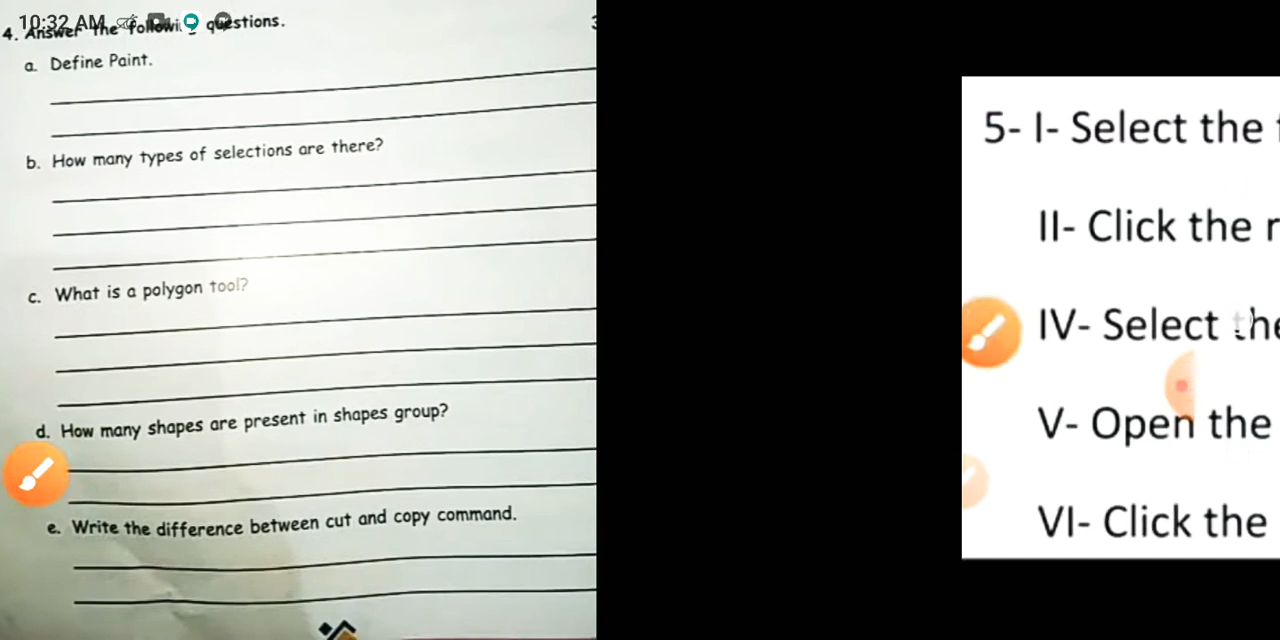 10:32 AM
4. Answer the following questions.
a. Define Paint.
b. How many types of selections are there?
c. What is a polygon tool?
d. How many shapes are present in shapes group?
e. Write the difference between cut and copy command.
5- I- Select the
II- Click the
IV- Select the
V- Open the
VI- Click the